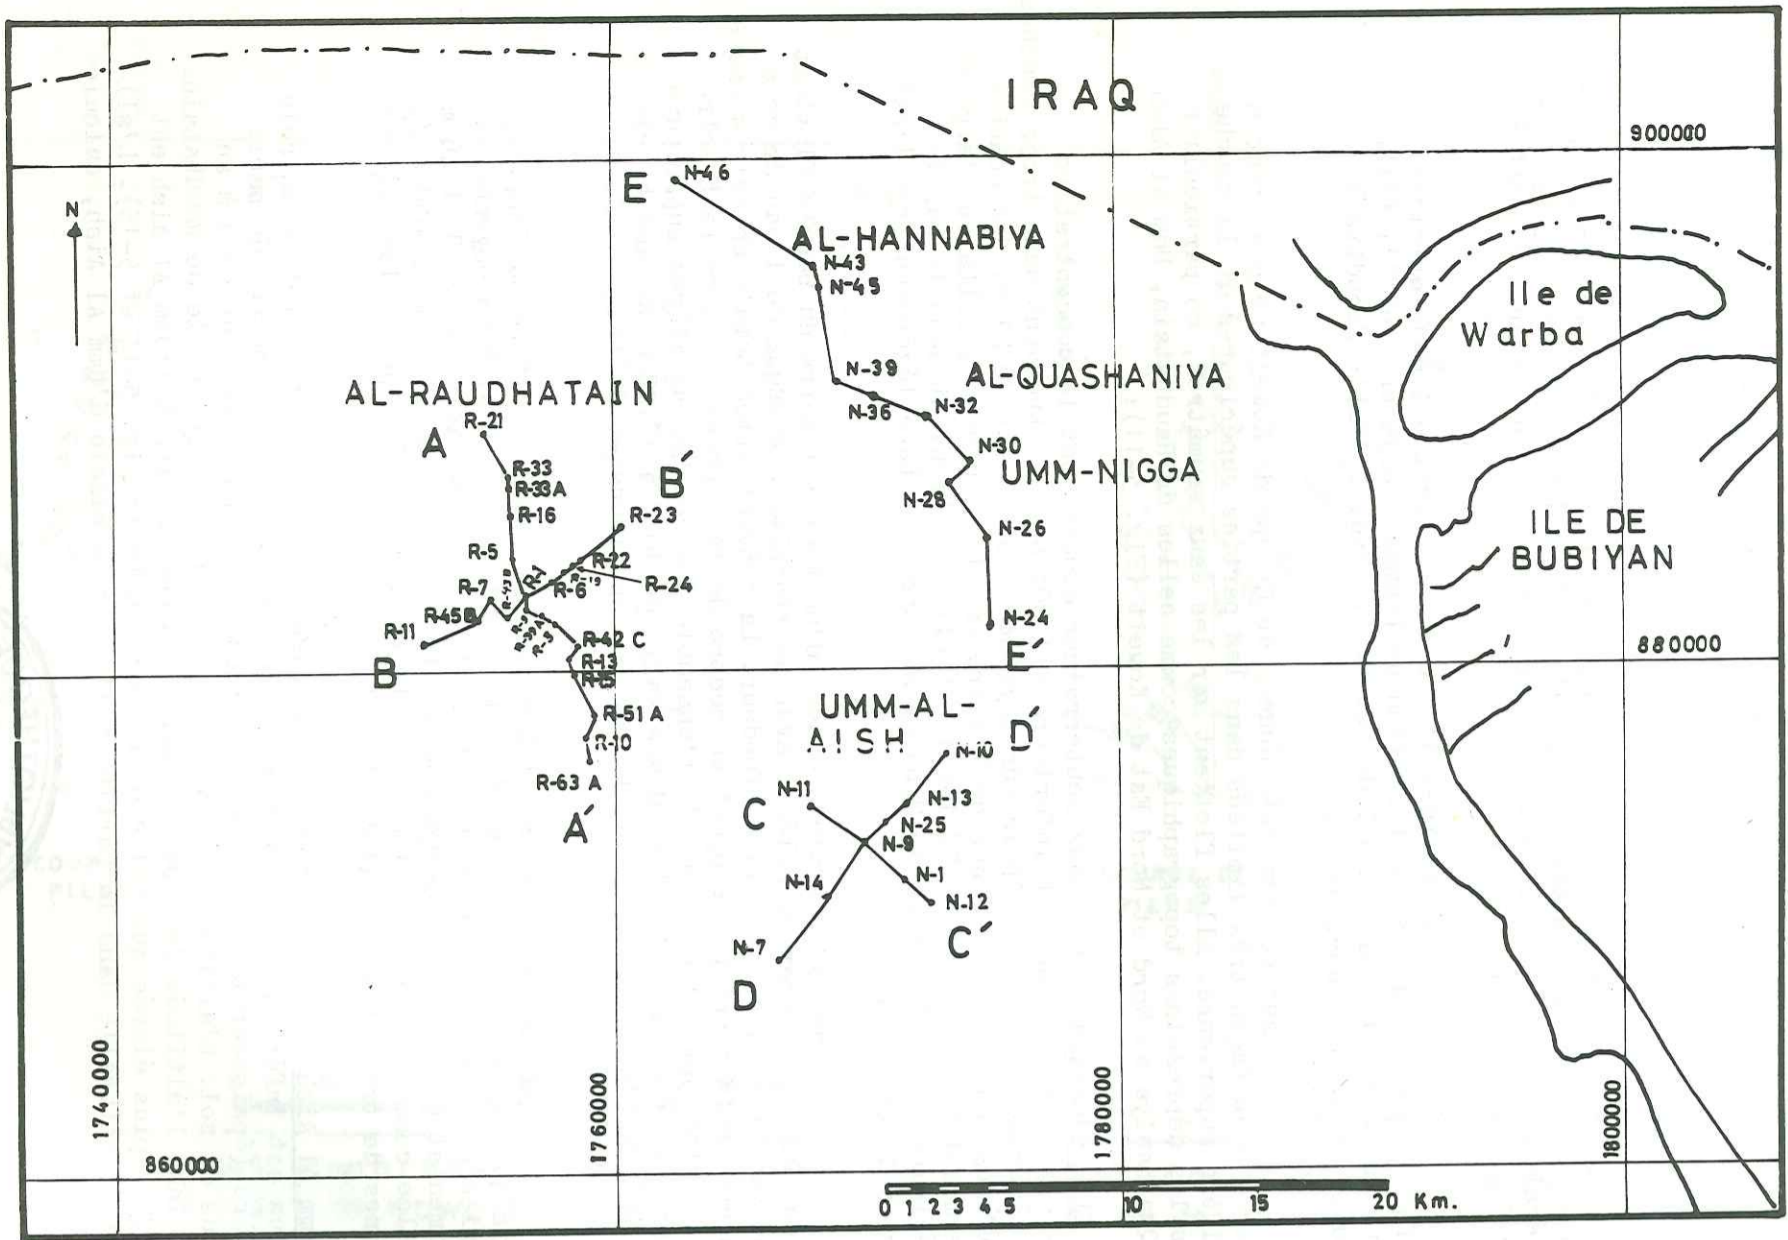 IRAQ
900000
N
E
N-46
AL-HANNABIYA
N-43
N-45
Ile de
Warba
N-39
AL-QUASHANIYA
N-36
N-32
AL-RAUDHATAIN
R-21
A
N-30
UMM-NIGGA
R-33
R-33A
B´
N-28
R-16
R-23
N-26
ILE DE
BUBIYAN
R-5
R-22
R-19
R-24
R-6
R-1
R-7
R-45B
R-11
B
R-3
R-42 C
R-13
N-24
E´
880000
R-51 A
R-10
R-63 A
A´
UMM-AL-
AISH
D´
N-10
N-11
C
N-13
N-25
N-9
N-14
N-1
N-12
C´
N-7
D
1740000
1760000
1780000
1800000
860000
0 1 2 3 4 5 10 15 20 Km.